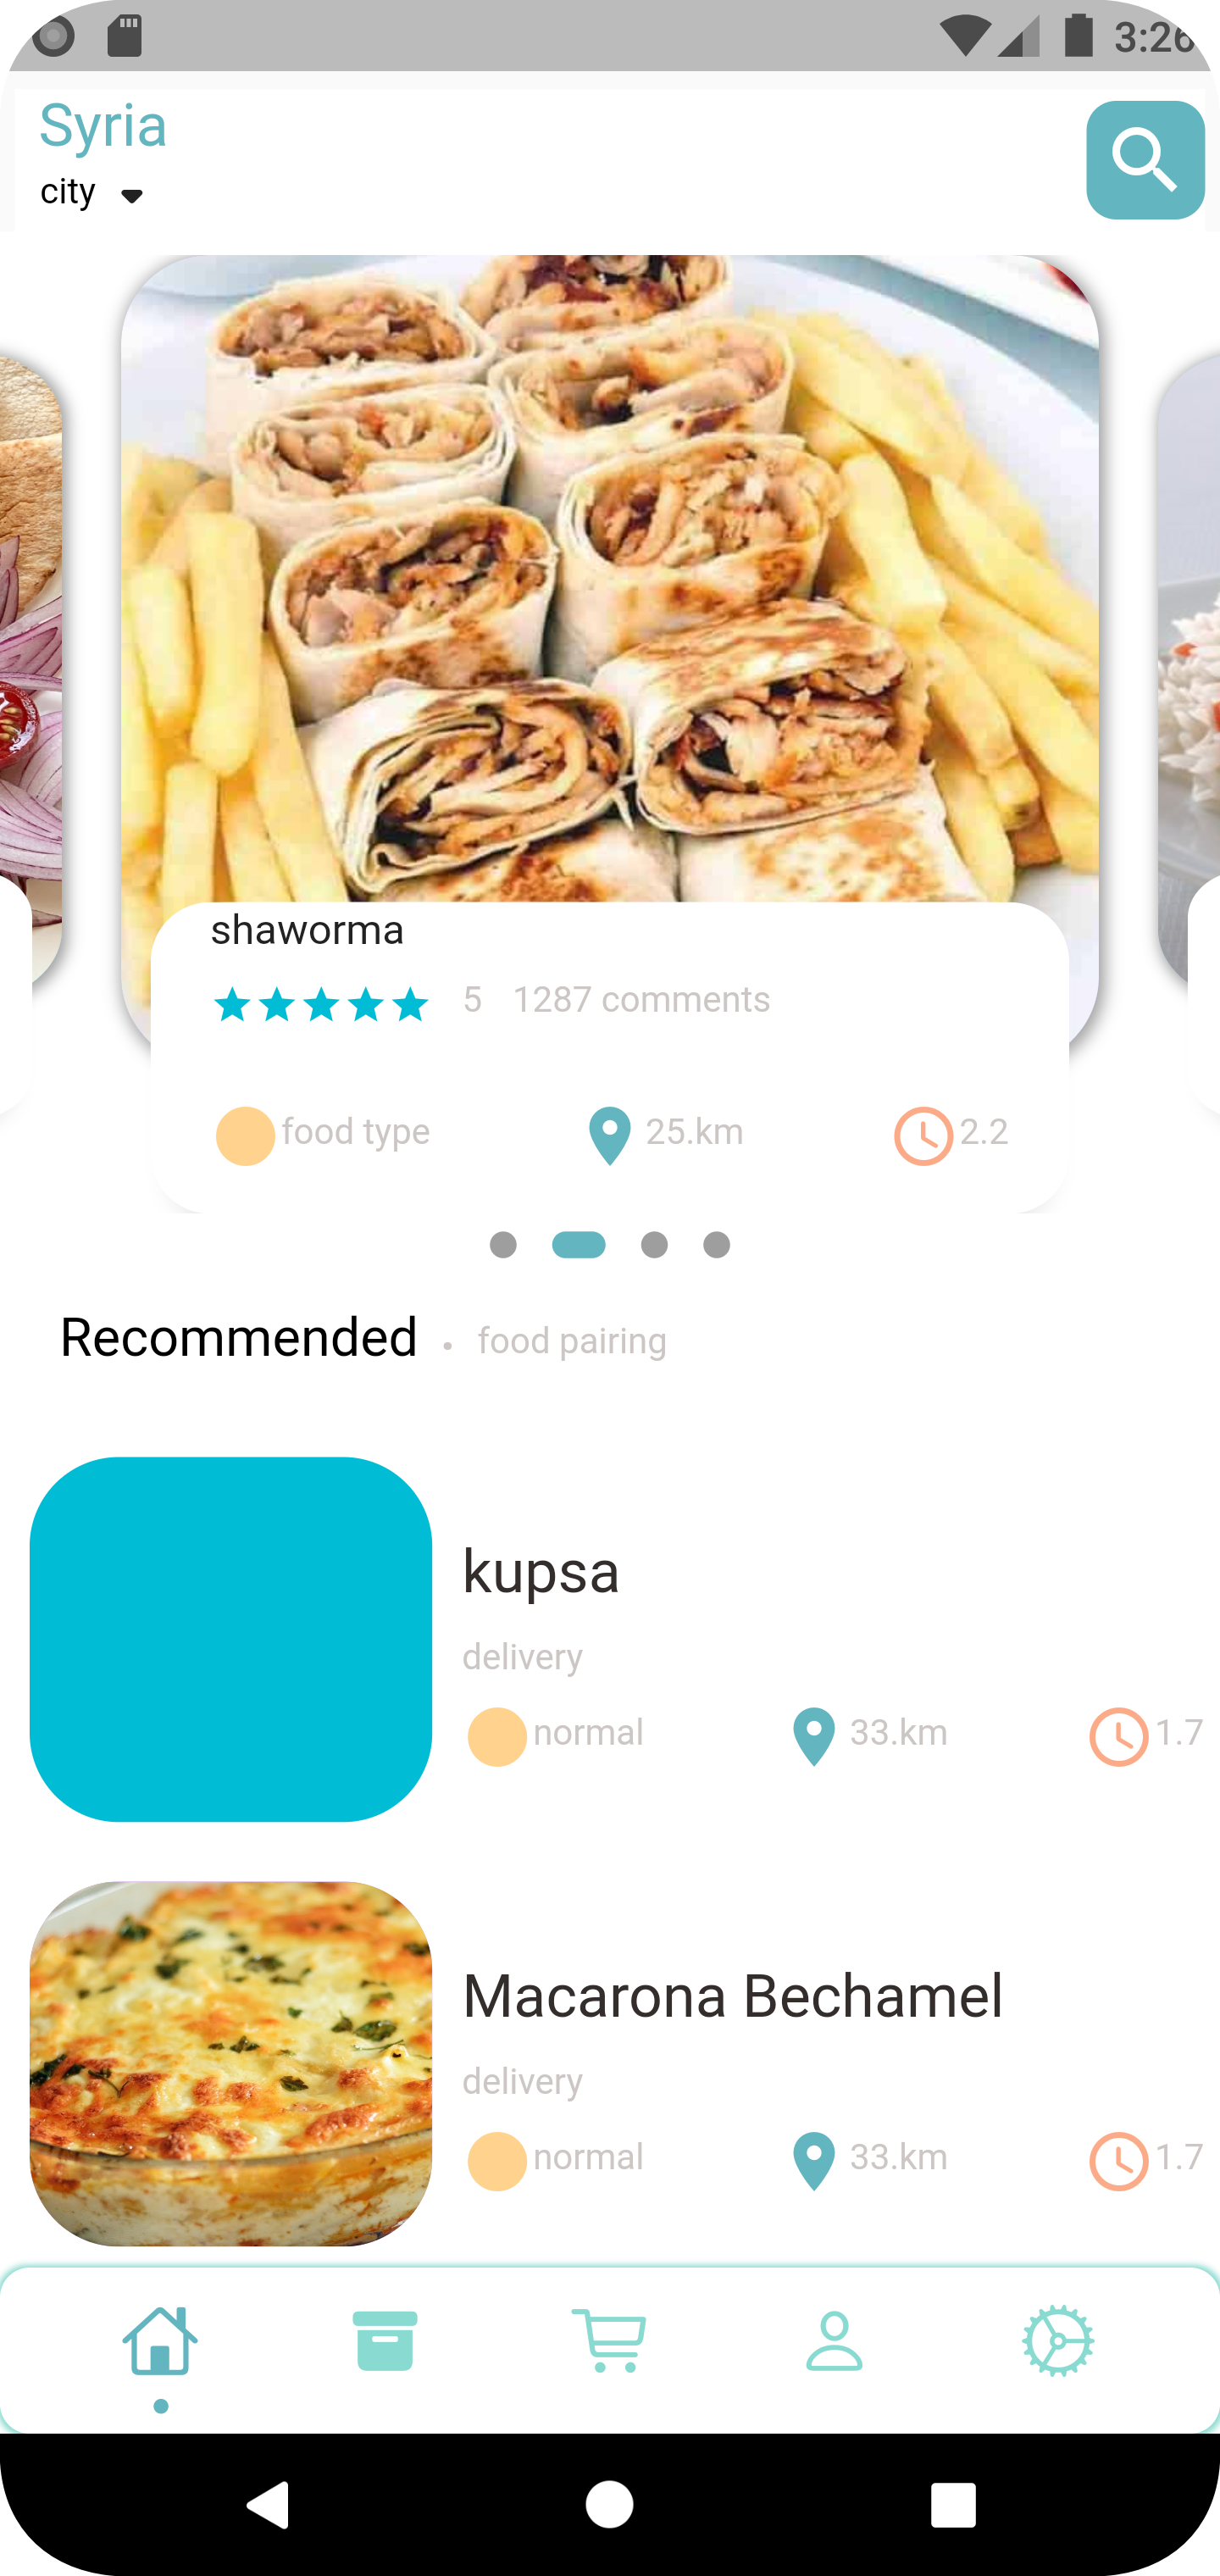 3:26
Syria
city
shaworma
5 1287 comments
food type 25.km 2.2
Recommended . food pairing
kupsa
delivery
normal 33.km 1.7
Macarona Bechamel
delivery
normal 33.km 1.7